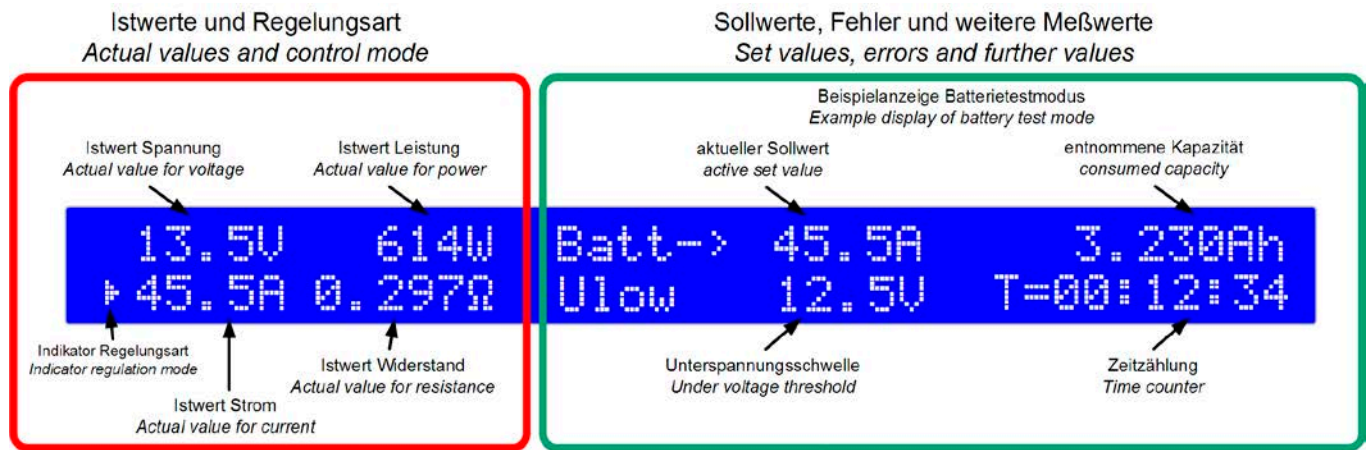 Istwerte und Regelungsart
Actual values and control mode
Sollwerte, Fehler und weitere Meßwerte
Set values, errors and further values
Beispielanzeige Batterietestmodus
Example display of battery test mode
Istwert Spannung
Actual value for voltage
Istwert Leistung
Actual value for power
aktueller Sollwert
active set value
entnommene Kapazität
consumed capacity
13.5V 614W Batt-> 45.5A 3.230Ah
45.5A 0.297Ω Ulow 12.5V T=00:12:34
Indikator Regelungsart
Indicator regulation mode
Istwert Strom
Actual value for current
Istwert Widerstand
Actual value for resistance
Unterspannungsschwelle
Under voltage threshold
Zeitzählung
Time counter